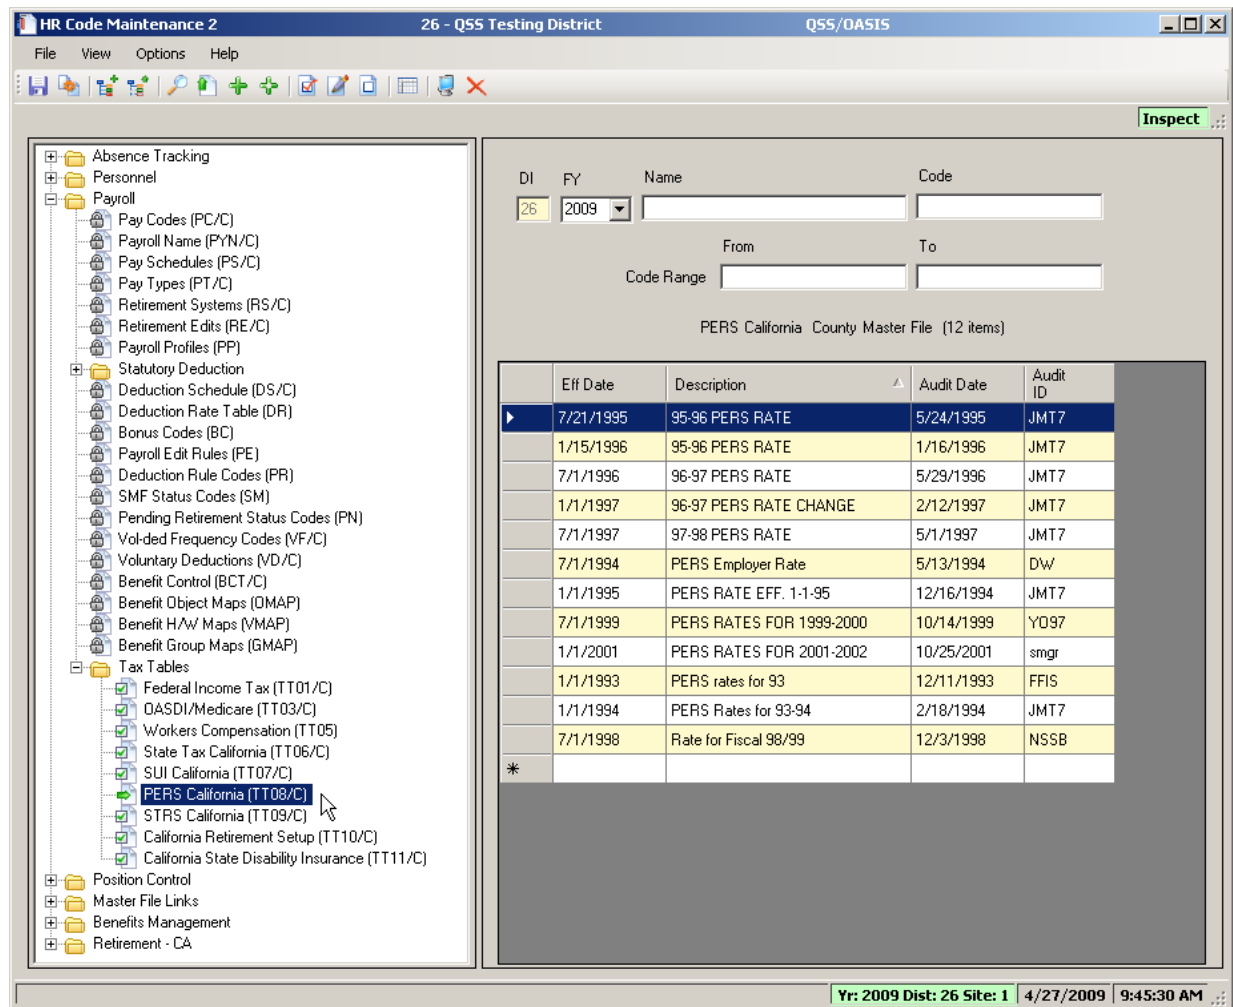 HR Code Maintenance 2 26 - QSS Testing District QSS/OASIS
File View Options Help
Inspect
Absence Tracking
Personnel
Payroll
Pay Codes (PC/C)
Payroll Name (PYN/C)
Pay Schedules (PS/C)
Pay Types (PT/C)
Retirement Systems (RS/C)
Retirement Edits (RE/C)
Payroll Profiles (PP)
Statutory Deduction
Deduction Schedule (DS/C)
Deduction Rate Table (DR)
Bonus Codes (BC)
Payroll Edit Rules (PE)
Deduction Rule Codes (PR)
SMF Status Codes (SM)
Pending Retirement Status Codes (PN)
Vol-ded Frequency Codes (VF/C)
Voluntary Deductions (VD/C)
Benefit Control (BCT/C)
Benefit Object Maps (OMAP)
Benefit H/W Maps (VMAP)
Benefit Group Maps (GMAP)
Tax Tables
Federal Income Tax (TT01/C)
OASDI/Medicare (TT03/C)
Workers Compensation (TT05)
State Tax California (TT06/C)
SUI California (TT07/C)
PERS California (TT08/C)
STRS California (TT09/C)
California Retirement Setup (TT10/C)
California State Disability Insurance (TT11/C)
Position Control
Master File Links
Benefits Management
Retirement - CA
DI FY Name Code
26 2009
From To
Code Range
PERS California County Master File (12 items)
Eff Date Description Audit Date Audit ID
7/21/1995 95-96 PERS RATE 5/24/1995 JMT7
1/15/1996 95-96 PERS RATE 1/16/1996 JMT7
7/1/1996 96-97 PERS RATE 5/29/1996 JMT7
1/1/1997 96-97 PERS RATE CHANGE 2/12/1997 JMT7
7/1/1997 97-98 PERS RATE 5/1/1997 JMT7
7/1/1994 PERS Employer Rate 5/13/1994 DW
1/1/1995 PERS RATE EFF. 1-1-95 12/16/1994 JMT7
7/1/1999 PERS RATES FOR 1999-2000 10/14/1999 YO97
1/1/2001 PERS RATES FOR 2001-2002 10/25/2001 smgr
1/1/1993 PERS rates for 93 12/11/1993 FFIS
1/1/1994 PERS Rates for 93-94 2/18/1994 JMT7
7/1/1998 Rate for Fiscal 98/99 12/3/1998 NSSB
Yr: 2009 Dist: 26 Site: 1 4/27/2009 9:45:30 AM